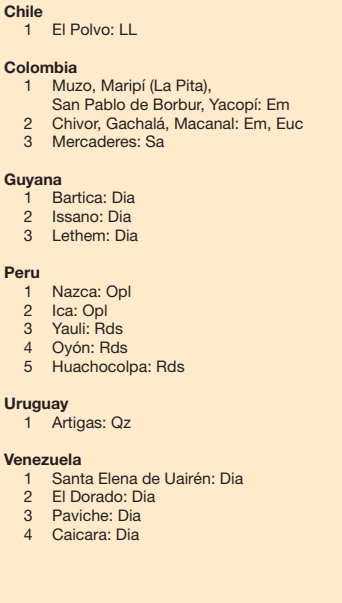 Chile
1 El Polvo: LL
Colombia
1 Muzo, Maripí (La Pita),
San Pablo de Borbur, Yacopí: Em
2 Chivor, Gachalá, Macanal: Em, Euc
3 Mercaderes: Sa
Guyana
1 Bartica: Dia
2 Issano: Dia
3 Lethem: Dia
Peru
1 Nazca: Opl
2 Ica: Opl
3 Yauli: Rds
4 Oyón: Rds
5 Huachocolpa: Rds
Uruguay
1 Artigas: Qz
Venezuela
1 Santa Elena de Uairén: Dia
2 El Dorado: Dia
3 Paviche: Dia
4 Caicara: Dia